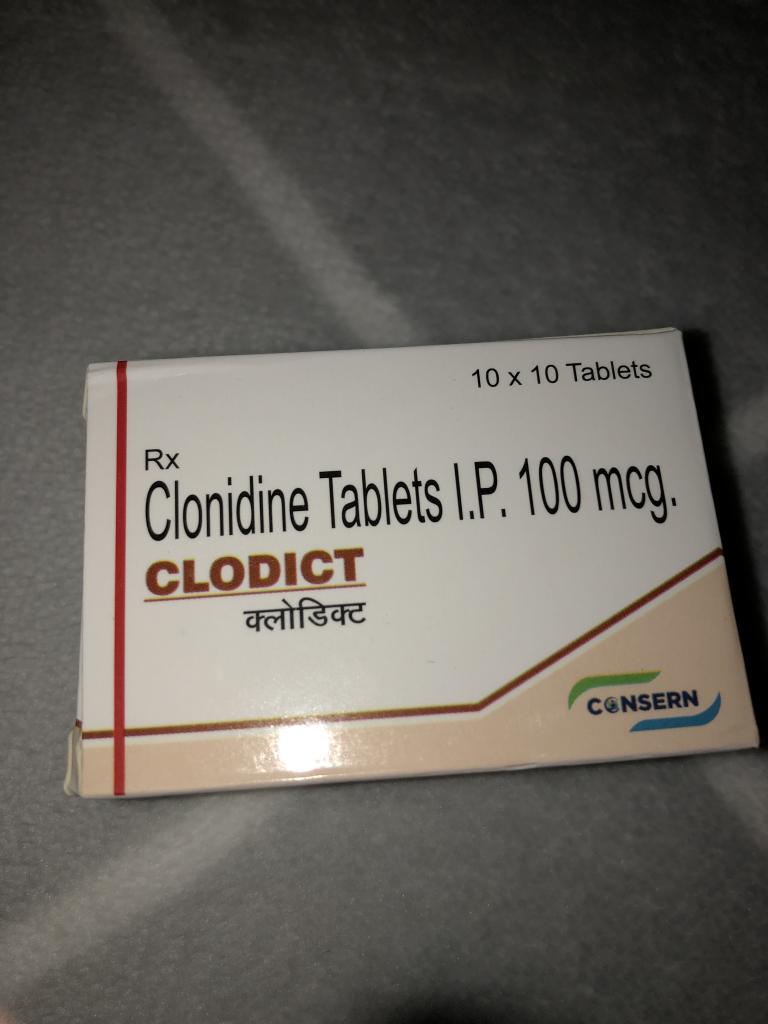 10 x 10 Tablets
Rx
Clonidine Tablets I.P. 100 mcg.
CLODICT
क्लोडिक्ट
CONSERN